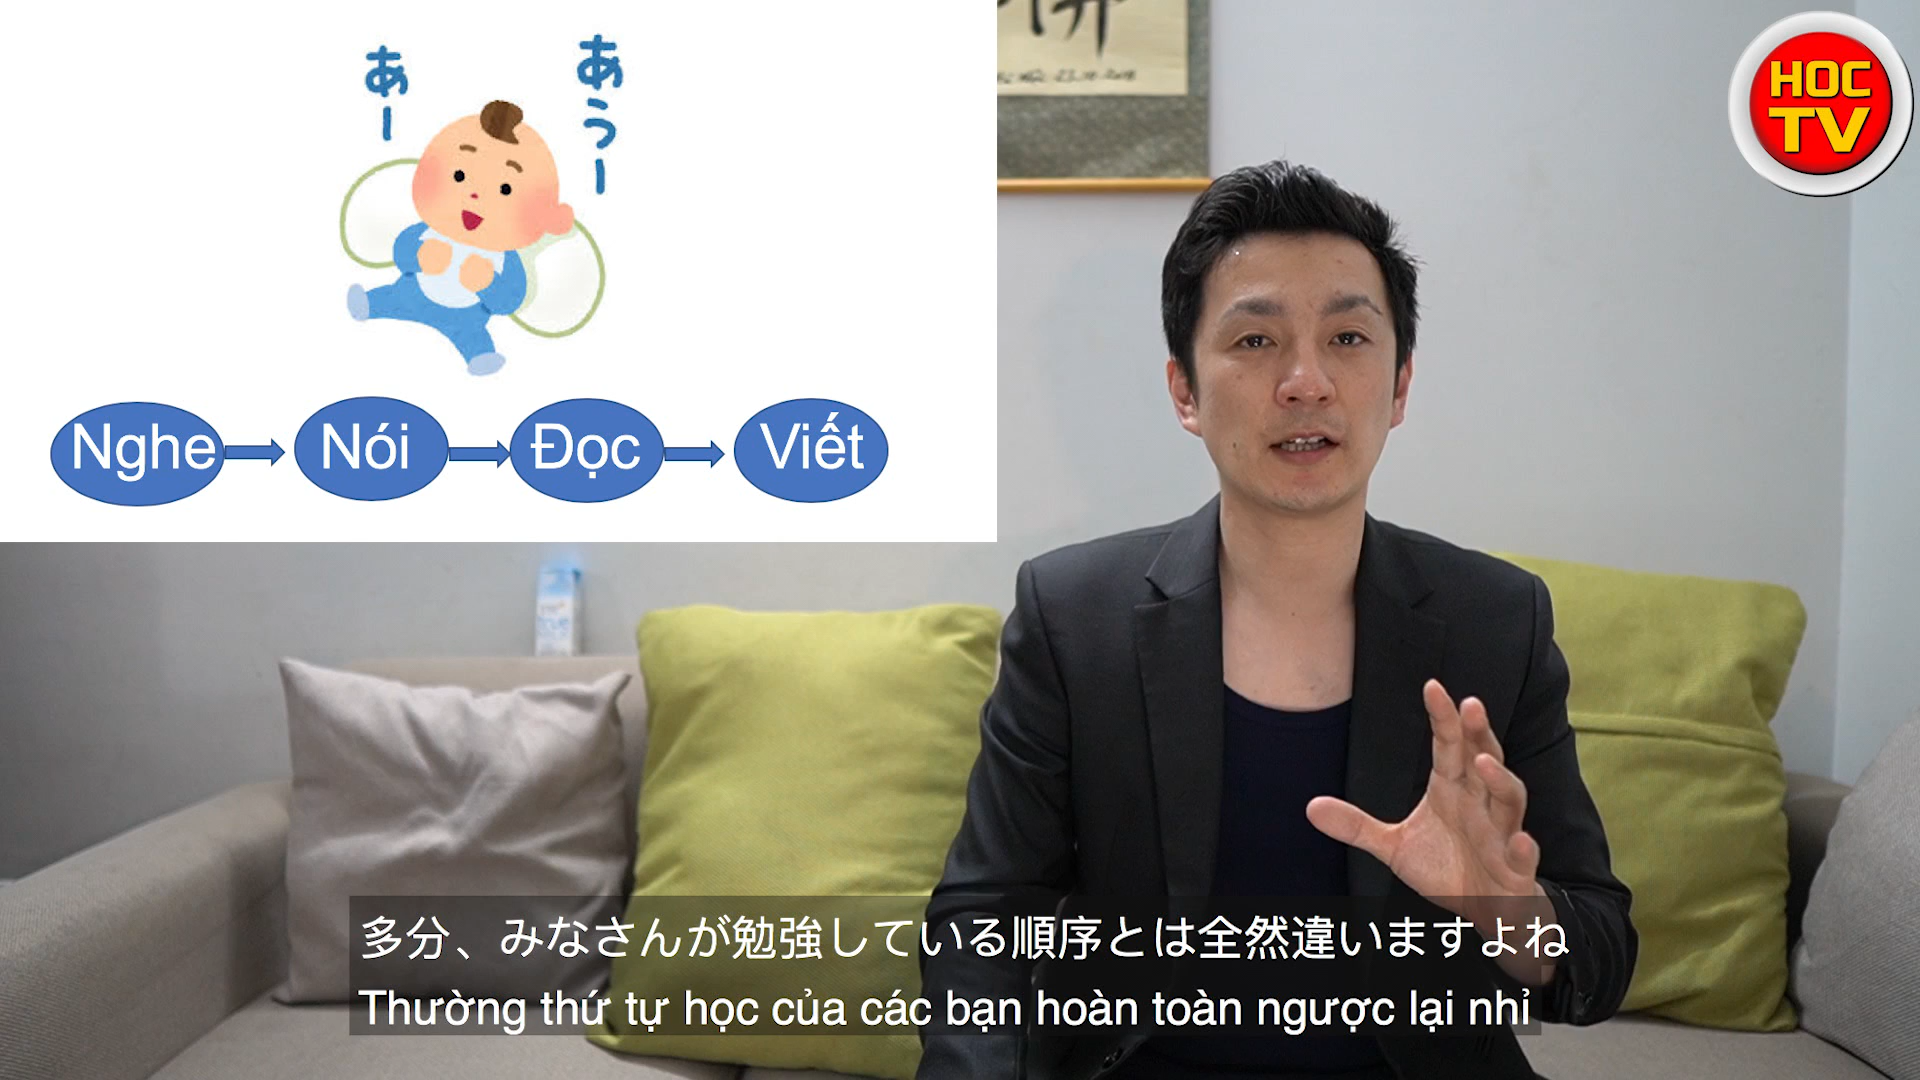 あー
あうー
Nghe
Nói
Đọc
Viết
HOC
TV
多分、みなさんが勉強している順序とは全然違いますよね
Thường thứ tự học của các bạn hoàn toàn ngược lại nhỉ